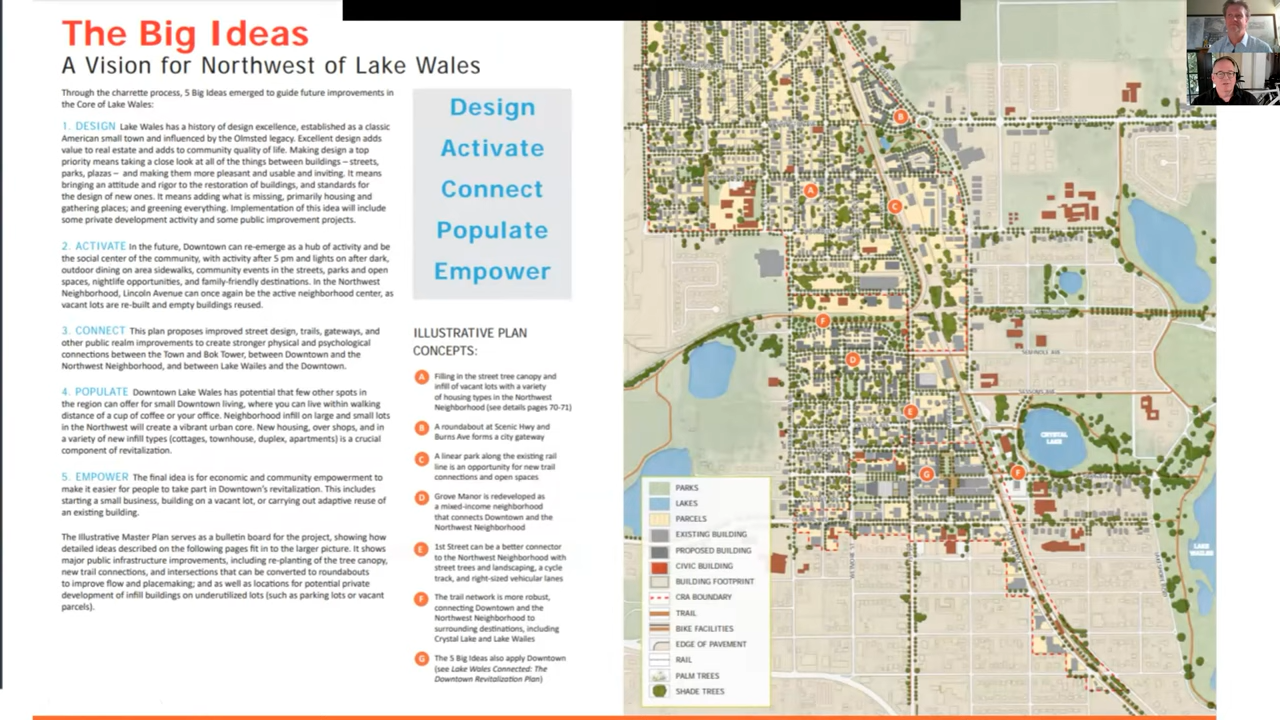 The Big Ideas
A Vision for Northwest of Lake Wales
Through the charrette process, 5 Big Ideas emerged to guide future improvements in
the Core of Lake Wales:
1. DESIGN Lake Wales has a history of design excellence, established as a classic
American small town and influenced by the Olmsted legacy. Excellent design adds
value to real estate and adds to community quality of life. Making design a top
priority means taking a close look at all of the things between buildings – streets,
parks, plazas – and making them more pleasant and usable and inviting. It means
bringing an attitude and rigor to the restoration of buildings, and standards for
the design of new ones. It means adding what is missing, primarily housing and
gathering places; and greening everything. Implementation of this idea will include
some private development activity and some public improvement projects.
2. ACTIVATE In the future, Downtown can re-emerge as a hub of activity and be
the social center of the community, with activity after 5 pm and lights on after dark,
outdoor dining on area sidewalks, community events in the streets, parks and open
spaces, nightlife opportunities, and family-friendly destinations. In the Northwest
Neighborhood, Lincoln Avenue can once again be the active neighborhood center, as
vacant lots are re-built and empty buildings reused.
3. CONNECT This plan proposes improved street design, trails, gateways, and
other public realm improvements to create stronger physical and psychological
connections between the Town and Bok Tower, between Downtown and the
Northwest Neighborhood, and between Lake Wailes and the Downtown.
4. POPULATE Downtown Lake Wales has potential that few other spots in
the region can offer for small Downtown living, where you can live within walking
distance of a cup of coffee or your office. Neighborhood infill on large and small lots
in the Northwest will create a vibrant urban core. New housing, over shops, and in
a variety of new infill types (cottages, townhouse, duplex, apartments) is a crucial
component of revitalization.
5. EMPOWER The final idea is for economic and community empowerment to
make it easier for people to take part in Downtown's revitalization. This includes
starting a small business, building on a vacant lot, or carrying out adaptive reuse of
an existing building.
The Illustrative Master Plan serves as a bulletin board for the project, showing how
detailed ideas described on the following pages fit in to the larger picture. It shows
major public infrastructure improvements, including re-planting of the tree canopy,
new trail connections, and intersections that can be converted to roundabouts
to improve flow and placemaking; and as well as locations for potential private
development of infill buildings on underutilized lots (such as parking lots or vacant
parcels).
Design
Activate
Connect
Populate
Empower
ILLUSTRATIVE PLAN
CONCEPTS:
A Filling in the street tree canopy and
infill of vacant lots with a variety
of housing types in the Northwest
Neighborhood (see details pages 70-71)
B A roundabout at Scenic Hwy and
Burns Ave forms a city gateway
C A linear park along the existing rail
line is an opportunity for new trail
connections and open spaces
D Grove Manor is redeveloped as
a mixed-income neighborhood
that connects Downtown and the
Northwest Neighborhood
E 1st Street can be a better connector
to the Northwest Neighborhood with
street trees and landscaping, a cycle
track, and right-sized vehicular lanes
F The trail network is more robust,
connecting Downtown and the
Northwest Neighborhood to
surrounding destinations, including
Crystal Lake and Lake Wailes
G The 5 Big Ideas also apply Downtown
(see Lake Wales Connected: The
Downtown Revitalization Plan)
B
A
C
F
D
E
G
F
CRYSTAL
LAKE
LAKE
SEMINOLE AVE
SESSOMS AVE
PARKS
LAKES
PARCELS
EXISTING BUILDING
PROPOSED BUILDING
CIVIC BUILDING
BUILDING FOOTPRINT
CRA BOUNDARY
TRAIL
BIKE FACILITIES
EDGE OF PAVEMENT
RAIL
PALM TREES
SHADE TREES